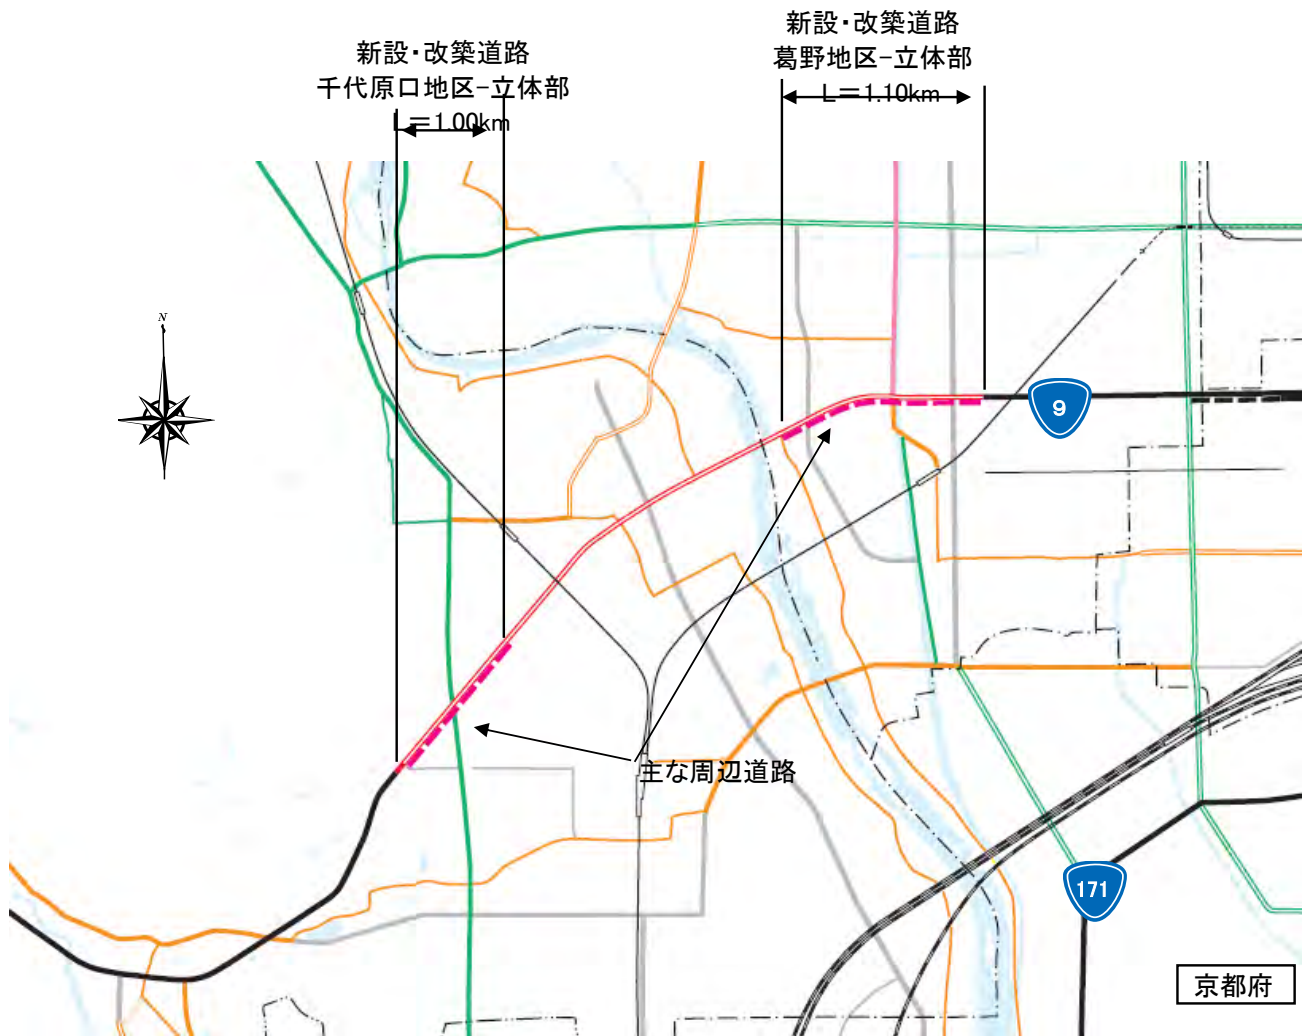 新設・改築道路
千代原口地区-立体部
L=1.00km
新設・改築道路
葛野地区-立体部
L=1.10km
N
9
主な周辺道路
171
京都府